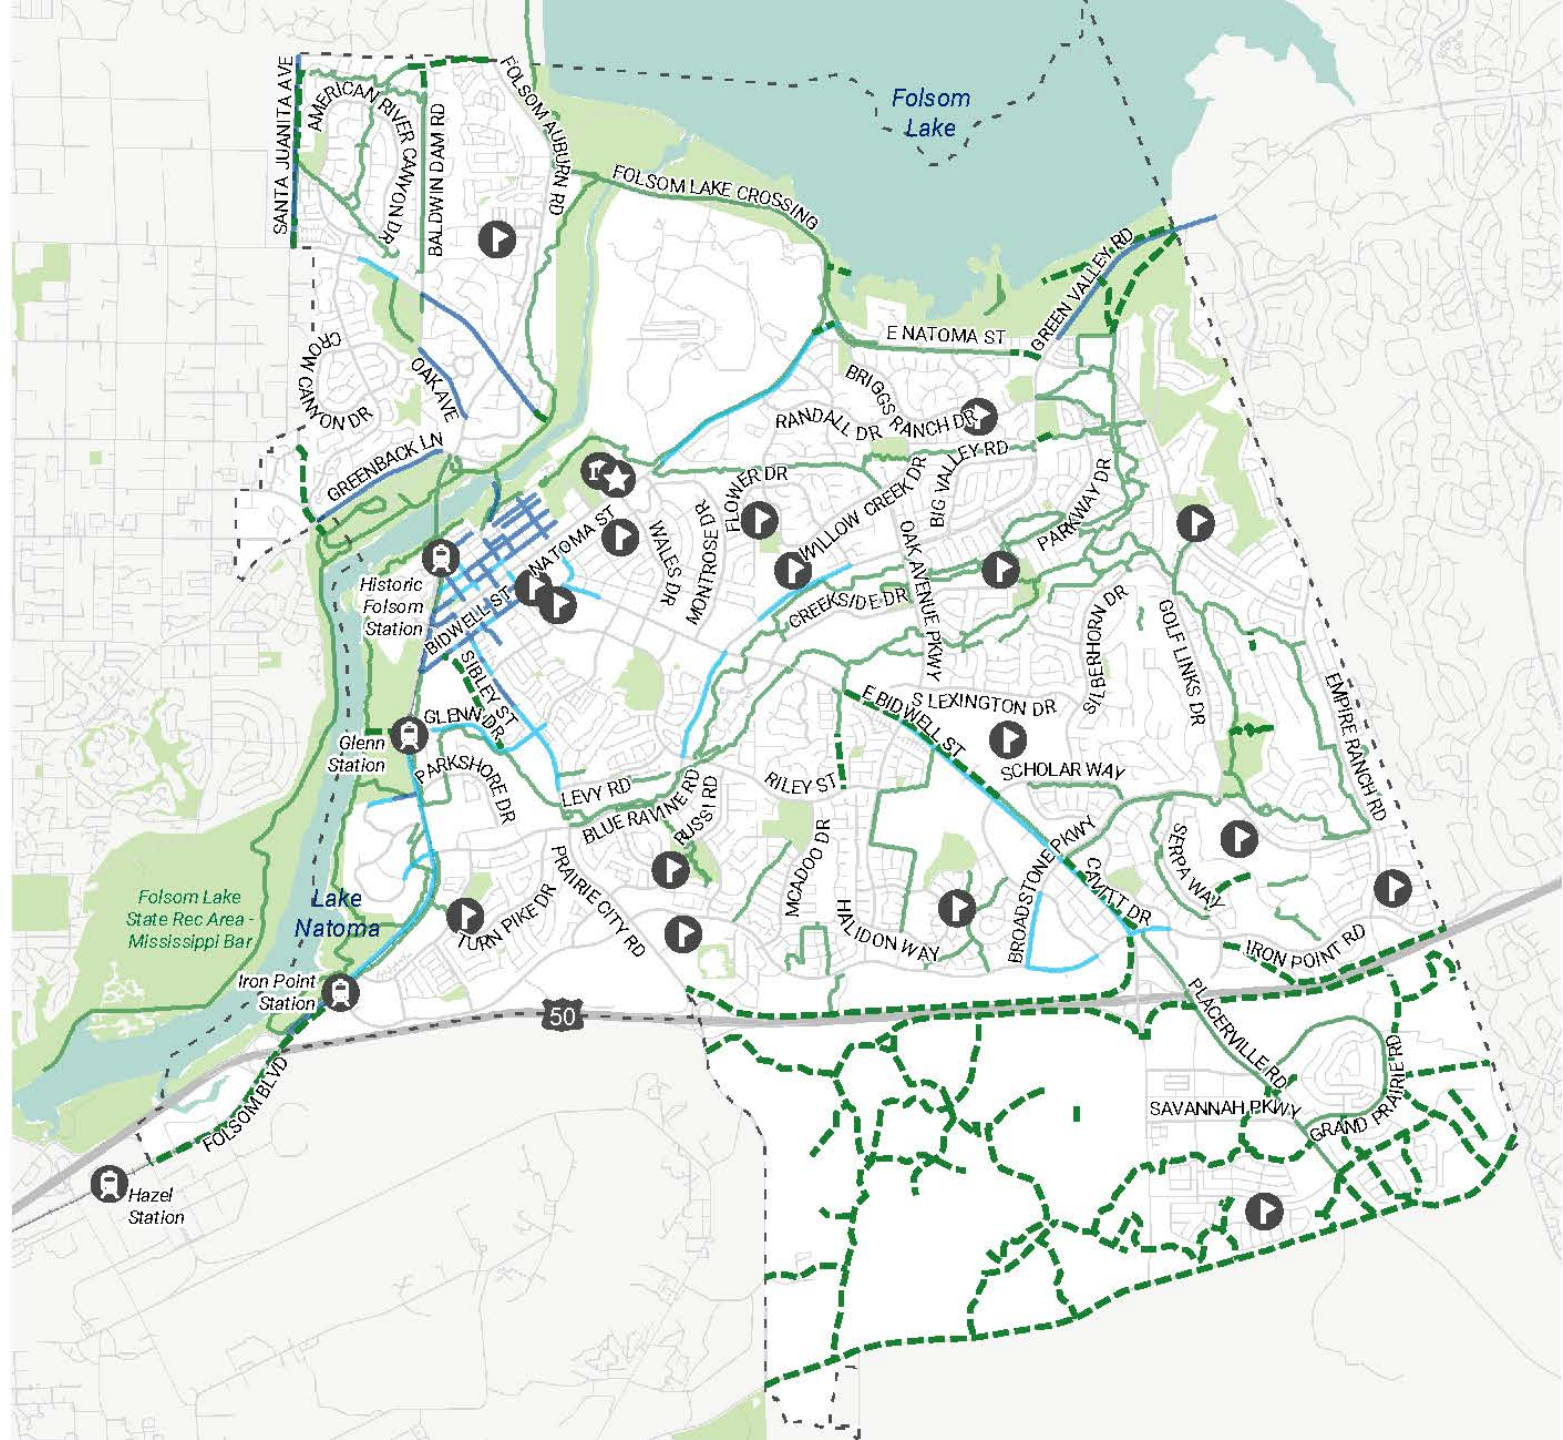 SANTA JUANITA AVE
AMERICAN RIVER CANYON DR
BALDWIN DAM RD
FOLSOM AUBURN RD
Folsom
Lake
FOLSOM LAKE CROSSING
GREEN VALLEY RD
E NATOMA ST
CROW CANYON DR
OAK AVE
GREENBACK LN
BRIGGS RANCH DR
RANDALL DR
BIG VALLEY RD
FLOWER DR
WILLOW CREEK DR
PARKWAY DR
NATOMA ST
WALES DR
MONTROSE DR
OAK AVENUE PKWY
Historic
Folsom
Station
BIDWELL ST
CREEKSIDE DR
SILBERHORN DR
GOLF LINKS DR
EMPIRE RANCH RD
SIBLEY ST
GLENN DR
Glenn
Station
E BIDWELL ST
S LEXINGTON DR
SCHOLAR WAY
PARKSHORE DR
LEVY RD
BLUE RAVINE RD
RUSSI RD
RILEY ST
BROADSTONE PKWY
SERPA WAY
CAVITT DR
MCADOO DR
PRAIRIE CITY RD
TURN PIKE DR
HALIDON WAY
IRON POINT RD
Folsom Lake
State Rec Area -
Mississippi Bar
Lake
Natoma
Iron Point
Station
50
PLACERVILLE RD
FOLSOM BLVD
SAVANNAH PKWY
GRAND PRAIRIE RD
Hazel
Station